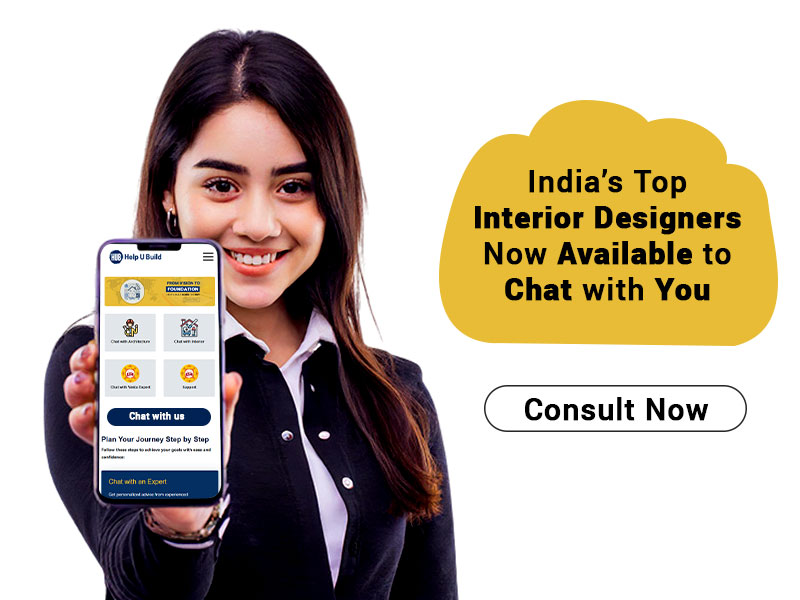 HUB Help U Build
FROM VISION TO
FOUNDATION
Chat with Architecture
Chat with Interior
Chat with Vastu Expert
Support
Chat with us
Plan Your Journey Step by Step
Follow these steps to achieve your goals with ease and
confidence:
Chat with an Expert
Get personalized advice from experienced
India's Top
Interior Designers
Now Available to
Chat with You
Consult Now